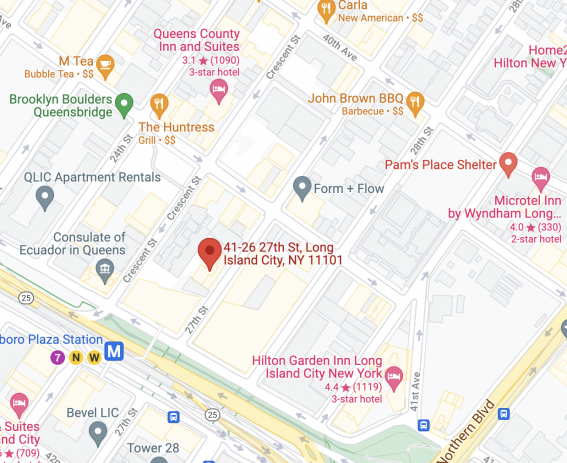 Carla
New American • $$
28th
40th Ave
Queens County
Inn and Suites
3.1★(1090)
3-star hotel
Crescent St
Home2
Hilton New Y
4.
3-
M Tea
Bubble Tea • $$
Brooklyn Boulders
Queensbridge
The Huntress
Grill • $$
John Brown BBQ
Barbecue • $$
24th St
28th St
Pam's Place Shelter
QLIC Apartment Rentals
Crescent St
Form + Flow
Microtel Inn
by Wyndham Long...
4.0★(330)
2-star hotel
Consulate of
Ecuador in Queens
Crescent St
41-26 27th St, Long
Island City, NY 11101
25
27th St
boro Plaza Station
7 N W M
Hilton Garden Inn Long
Island City New York
4.4★(1119)
3-star hotel
41st Ave
Northern Blvd
& Suites
and City
★(709)
hotel
Bevel LIC
27th St
25
Tower 28
41